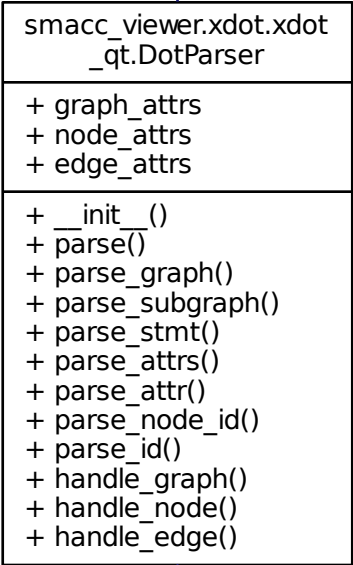 smacc_viewer.xdot.xdot
_qt.DotParser
+ graph_attrs
+ node_attrs
+ edge_attrs
+ __init__()
+ parse()
+ parse_graph()
+ parse_subgraph()
+ parse_stmt()
+ parse_attrs()
+ parse_attr()
+ parse_node_id()
+ parse_id()
+ handle_graph()
+ handle_node()
+ handle_edge()